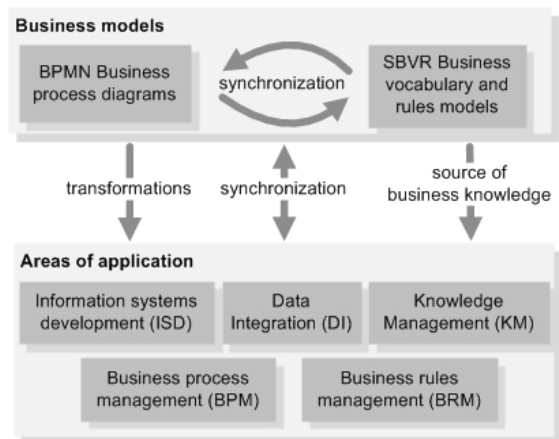 Business models
BPMN Business
process diagrams
synchronization
SBVR Business
vocabulary and
rules models
transformations
synchronization
source of
business knowledge
Areas of application
Information systems
development (ISD)
Data
Integration (DI)
Knowledge
Management (KM)
Business process
management (BPM)
Business rules
management (BRM)